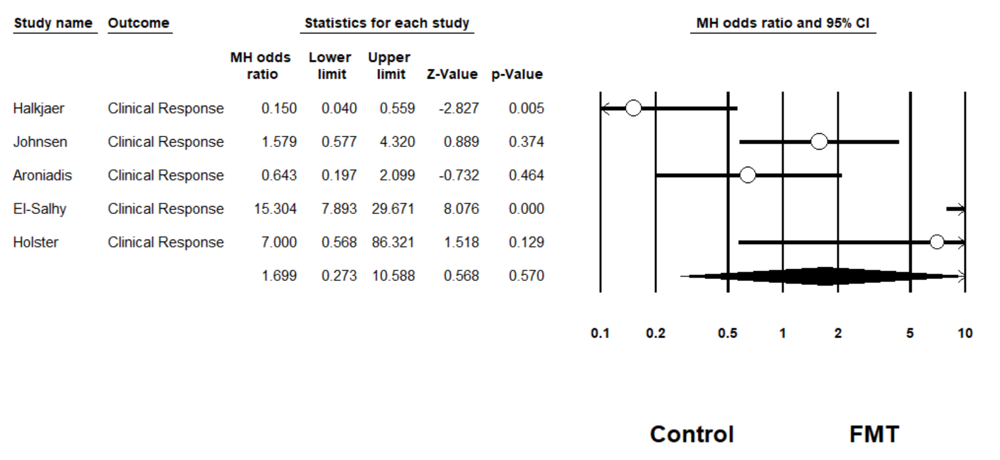 Study name Outcome Statistics for each study MH odds ratio and 95% CI
MH odds ratio Lower limit Upper limit Z-Value p-Value
Halkjaer Clinical Response 0.150 0.040 0.559 -2.827 0.005
Johnsen Clinical Response 1.579 0.577 4.320 0.889 0.374
Aroniadis Clinical Response 0.643 0.197 2.099 -0.732 0.464
El-Salhy Clinical Response 15.304 7.893 29.671 8.076 0.000
Holster Clinical Response 7.000 0.568 86.321 1.518 0.129
1.699 0.273 10.588 0.568 0.570
0.1 0.2 0.5 1 2 5 10
Control FMT